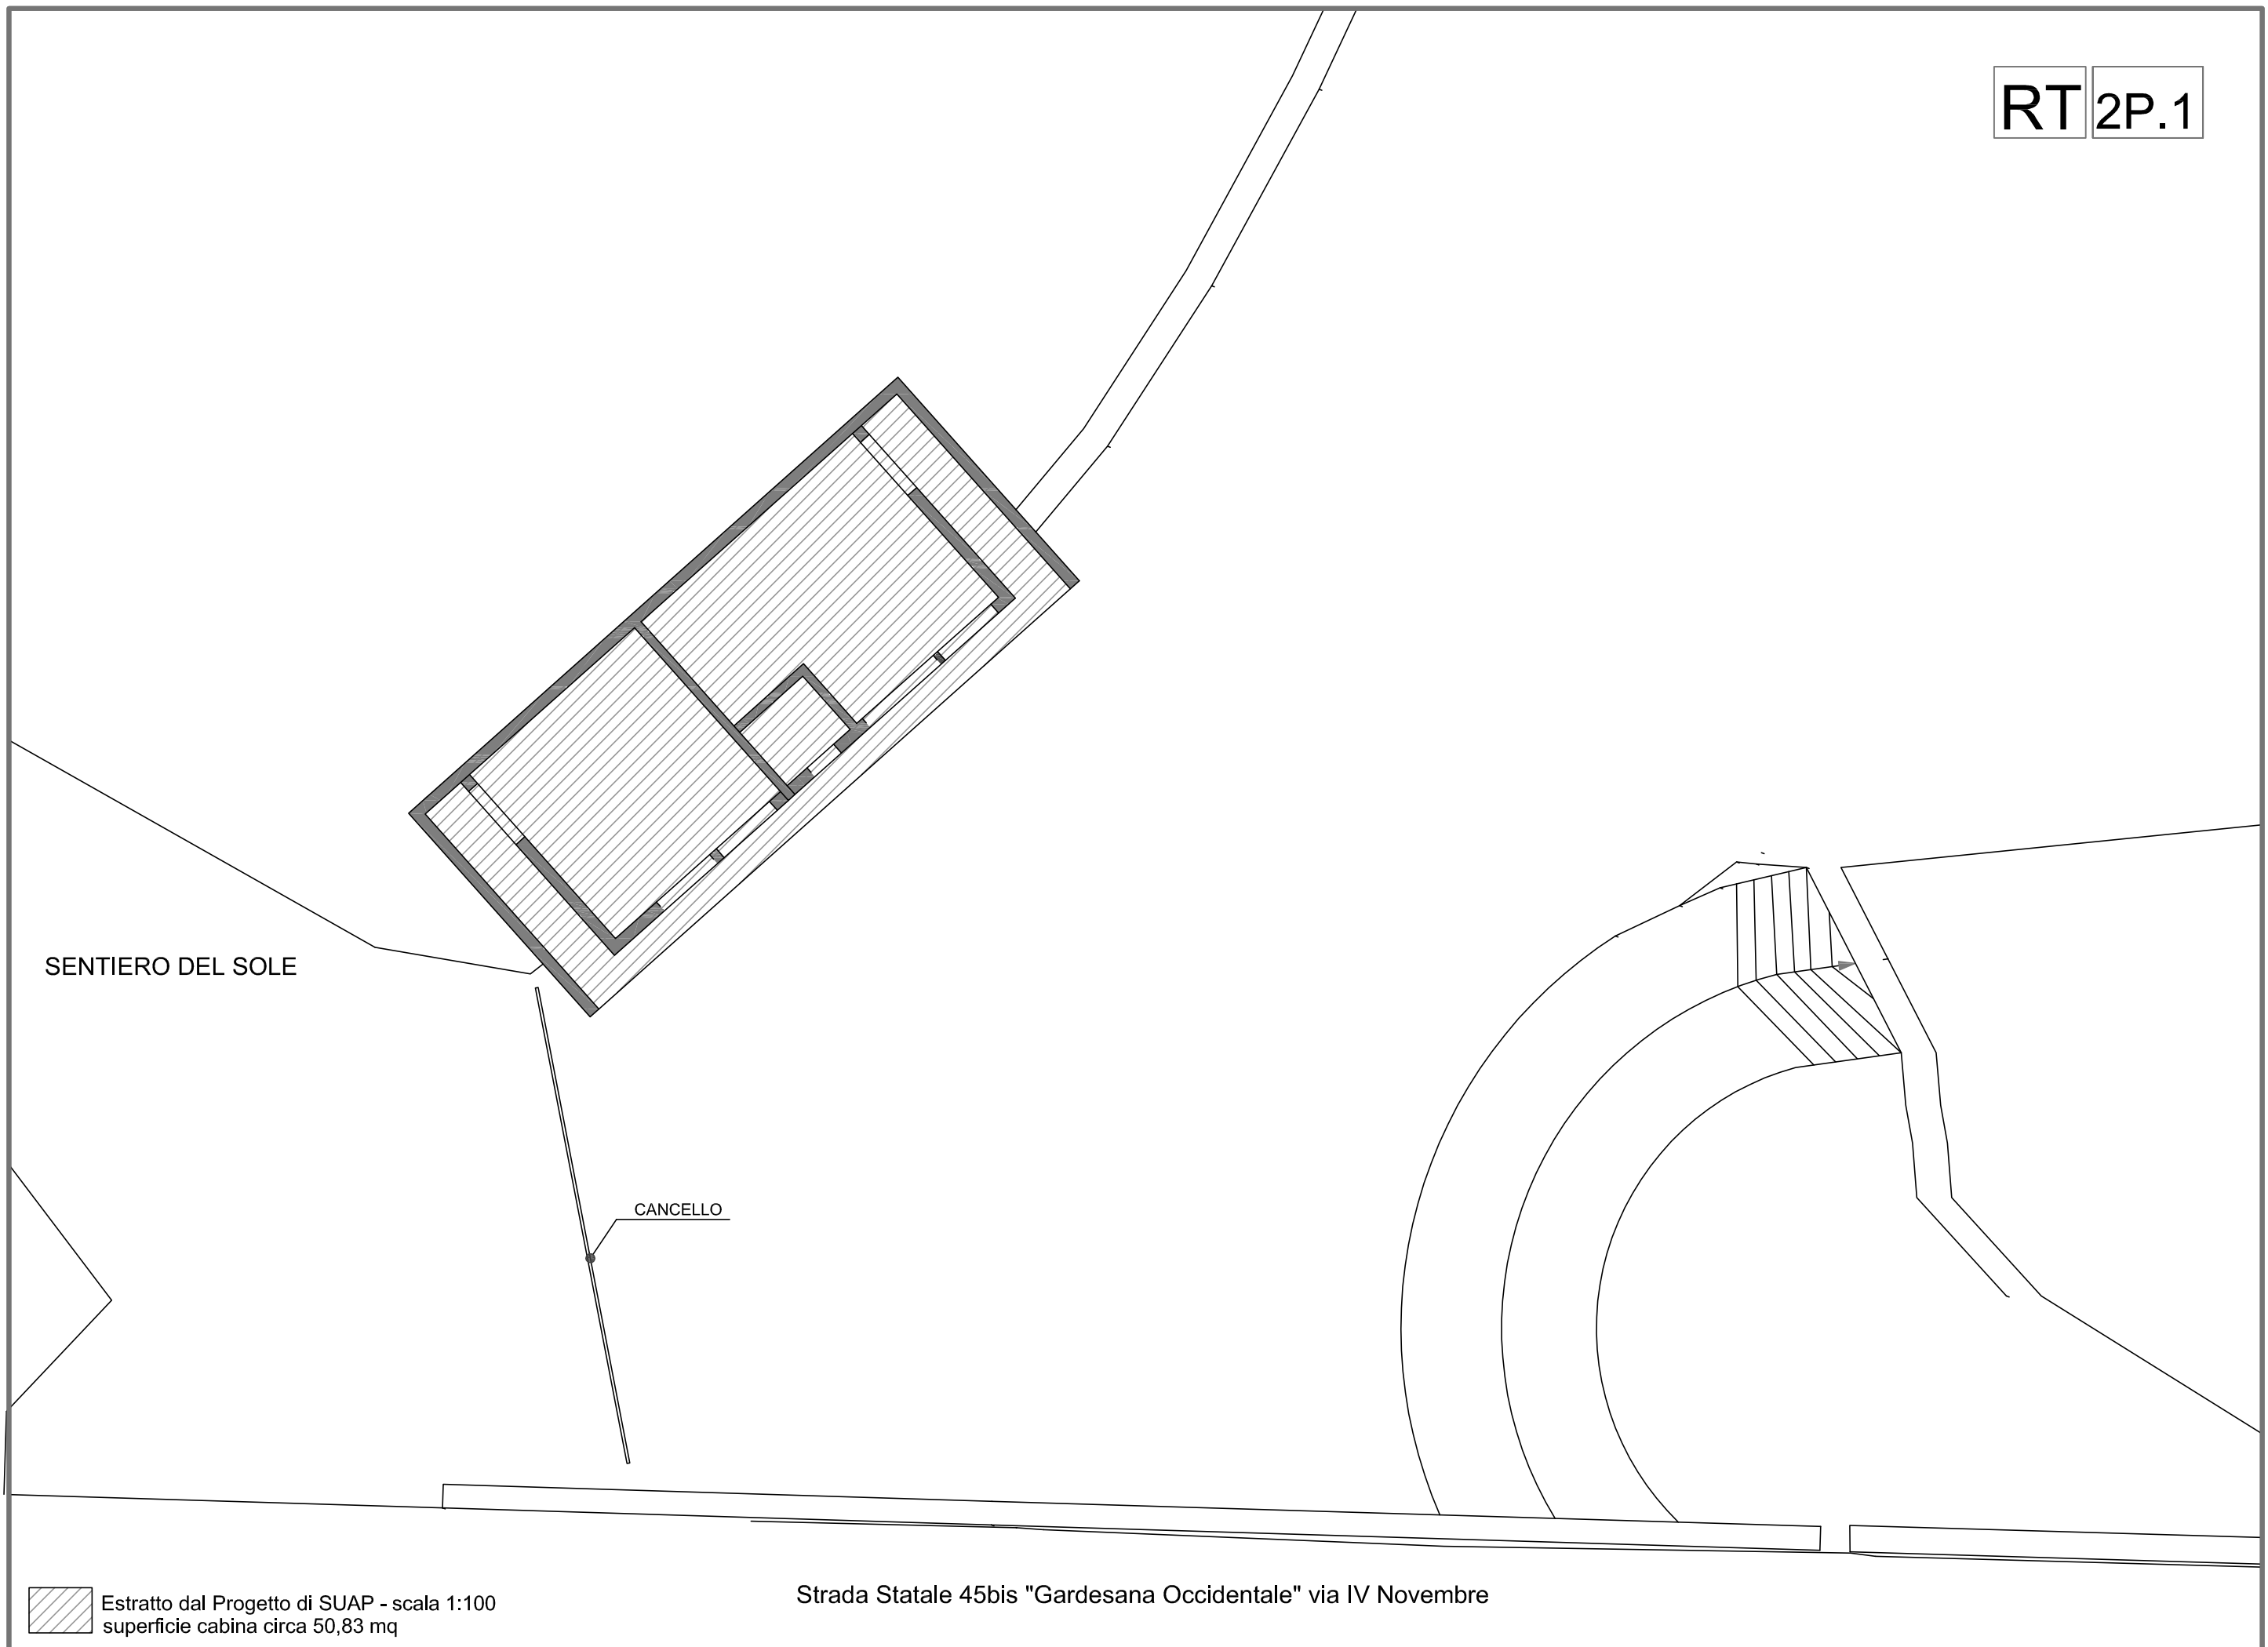 RT 2P.1
SENTIERO DEL SOLE
CANCELLO
Strada Statale 45bis "Gardesana Occidentale" via IV Novembre
Estratto dal Progetto di SUAP - scala 1:100
superficie cabina circa 50,83 mq